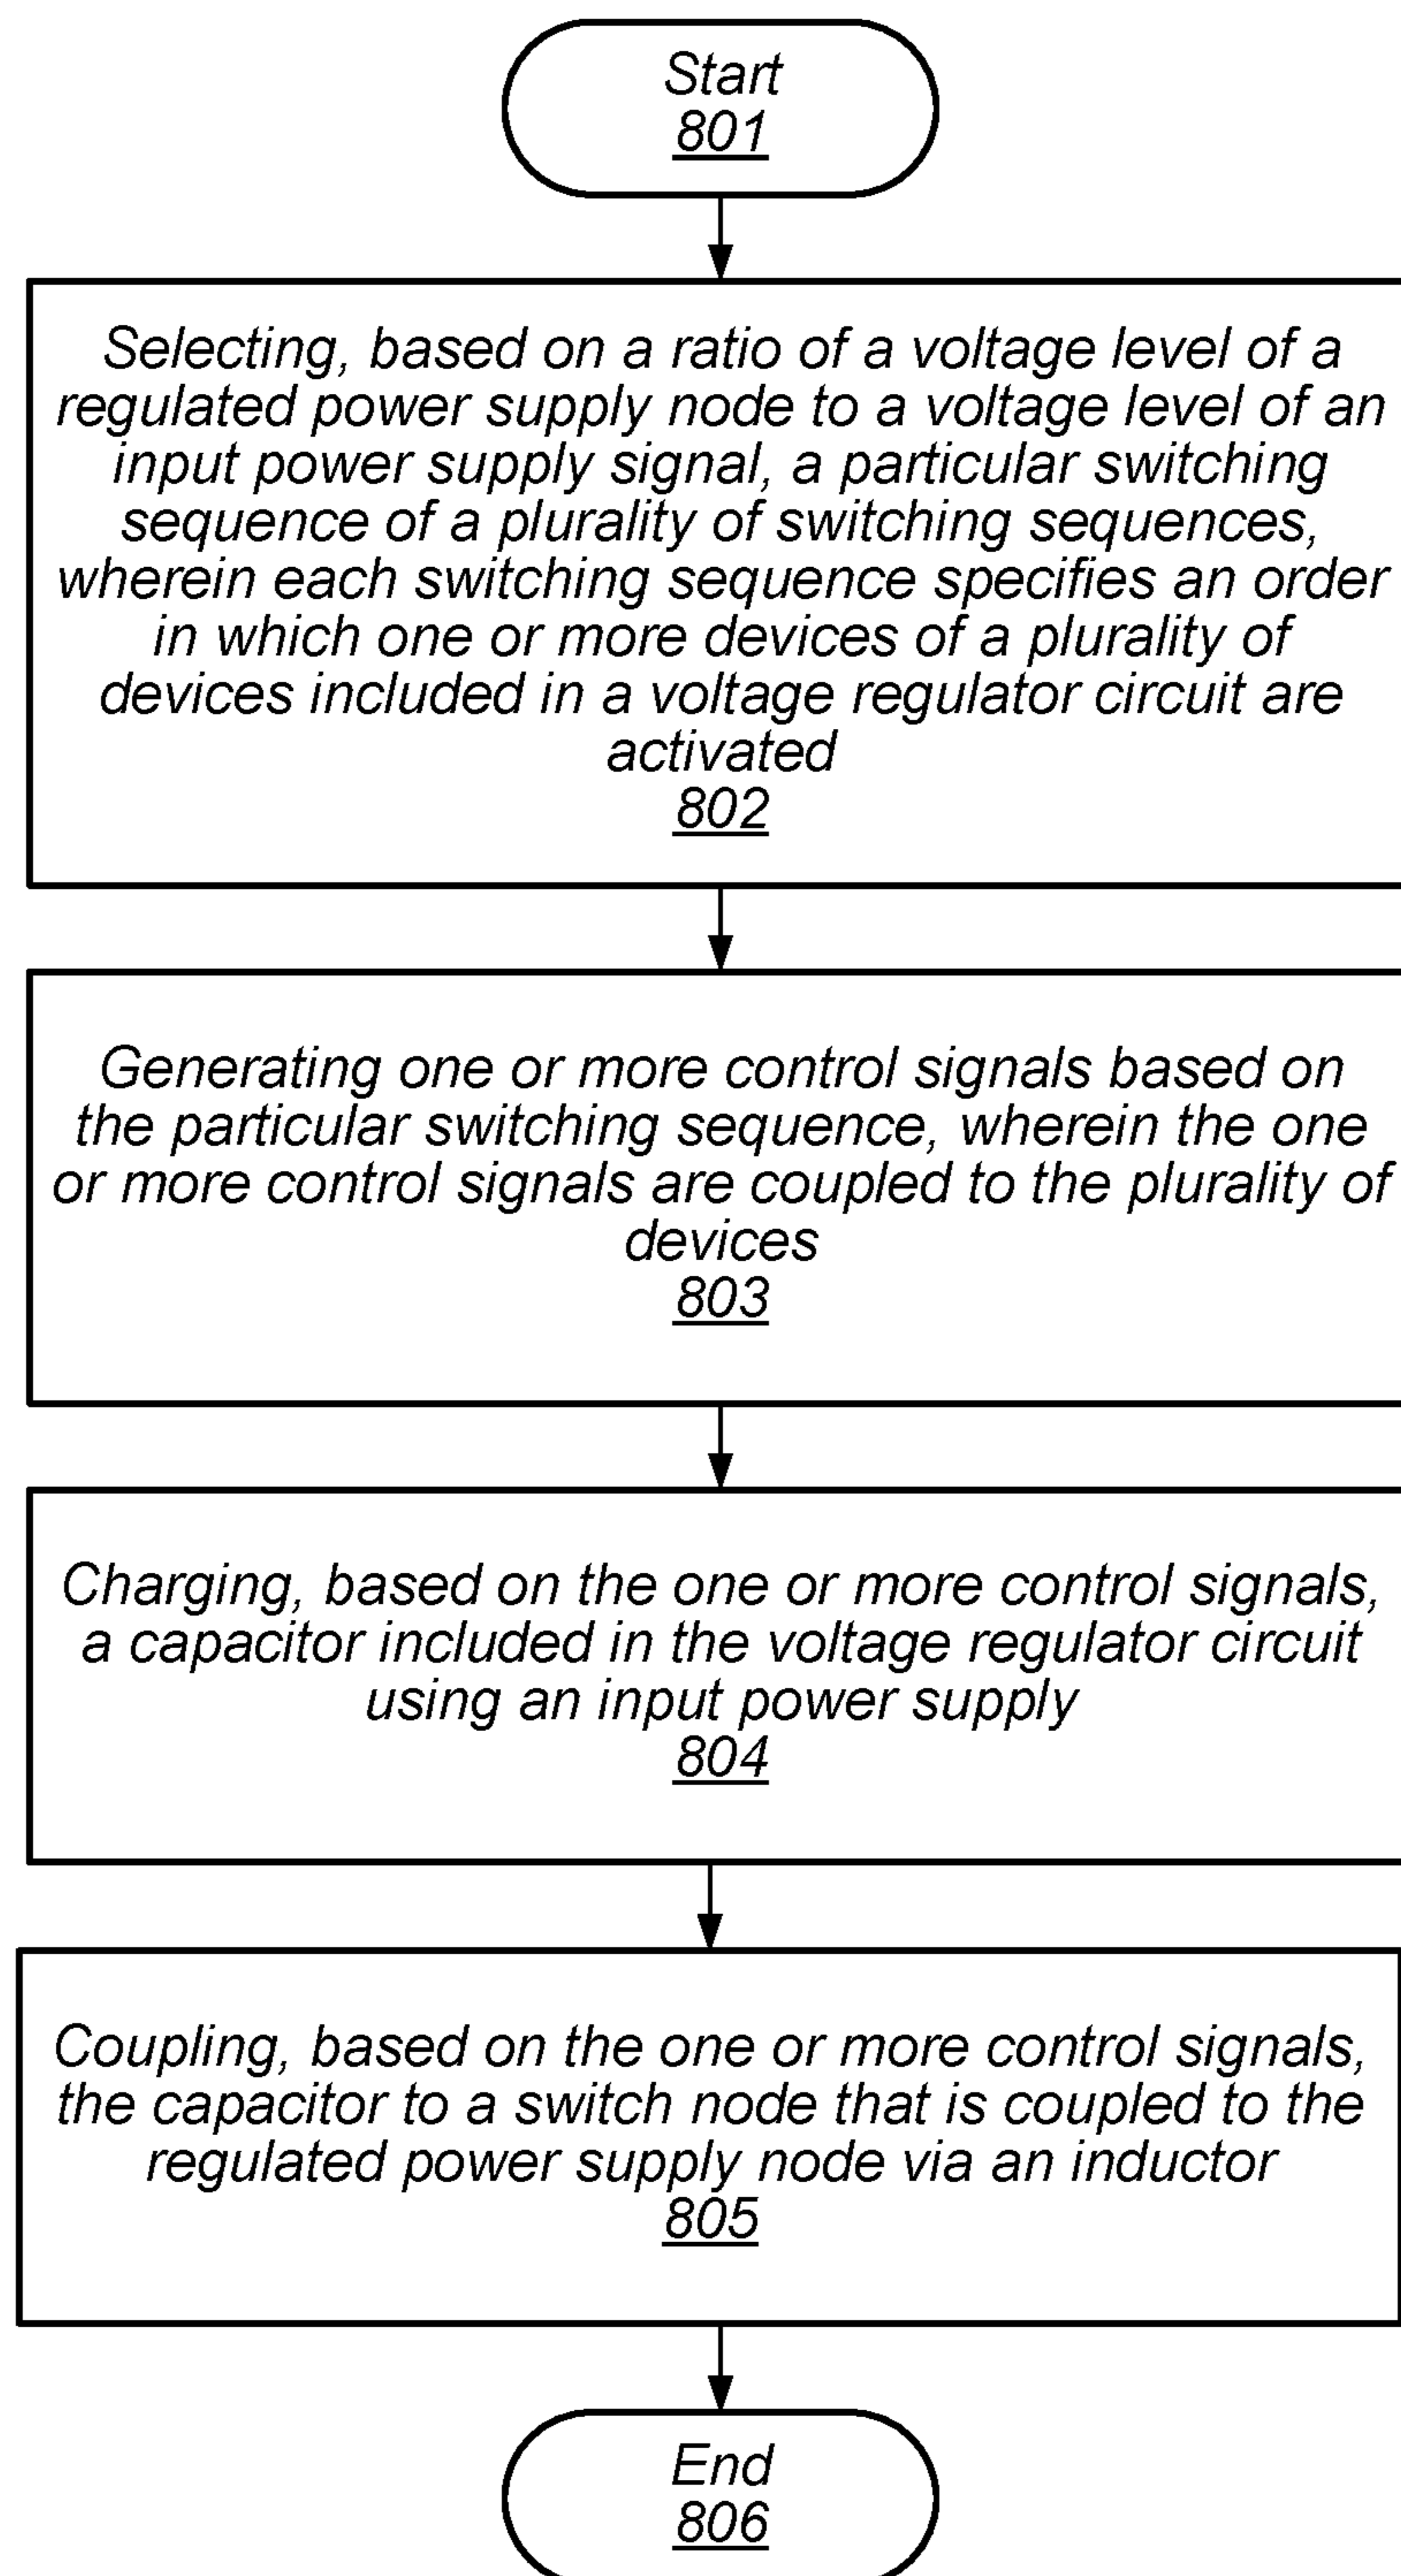 Start
801
Selecting, based on a ratio of a voltage level of a
regulated power supply node to a voltage level of an
input power supply signal, a particular switching
sequence of a plurality of switching sequences,
wherein each switching sequence specifies an order
in which one or more devices of a plurality of
devices included in a voltage regulator circuit are
activated
802
Generating one or more control signals based on
the particular switching sequence, wherein the one
or more control signals are coupled to the plurality of
devices
803
Charging, based on the one or more control signals,
a capacitor included in the voltage regulator circuit
using an input power supply
804
Coupling, based on the one or more control signals,
the capacitor to a switch node that is coupled to the
regulated power supply node via an inductor
805
End
806